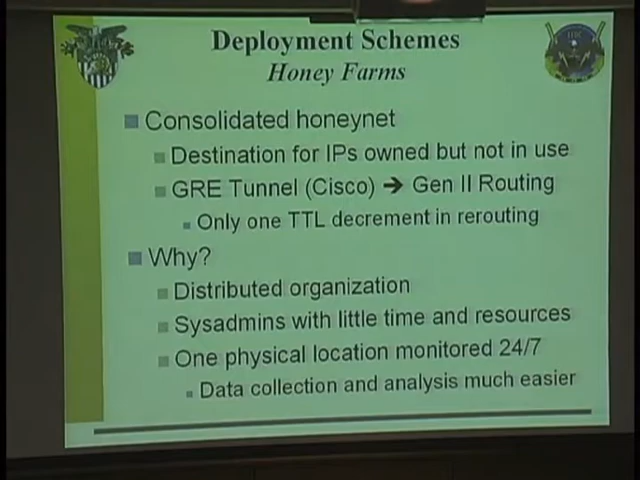 Deployment Schemes
Honey Farms
Consolidated honeynet
Destination for IPs owned but not in use
GRE Tunnel (Cisco) ➔ Gen II Routing
Only one TTL decrement in rerouting
Why?
Distributed organization
Sysadmins with little time and resources
One physical location monitored 24/7
Data collection and analysis much easier